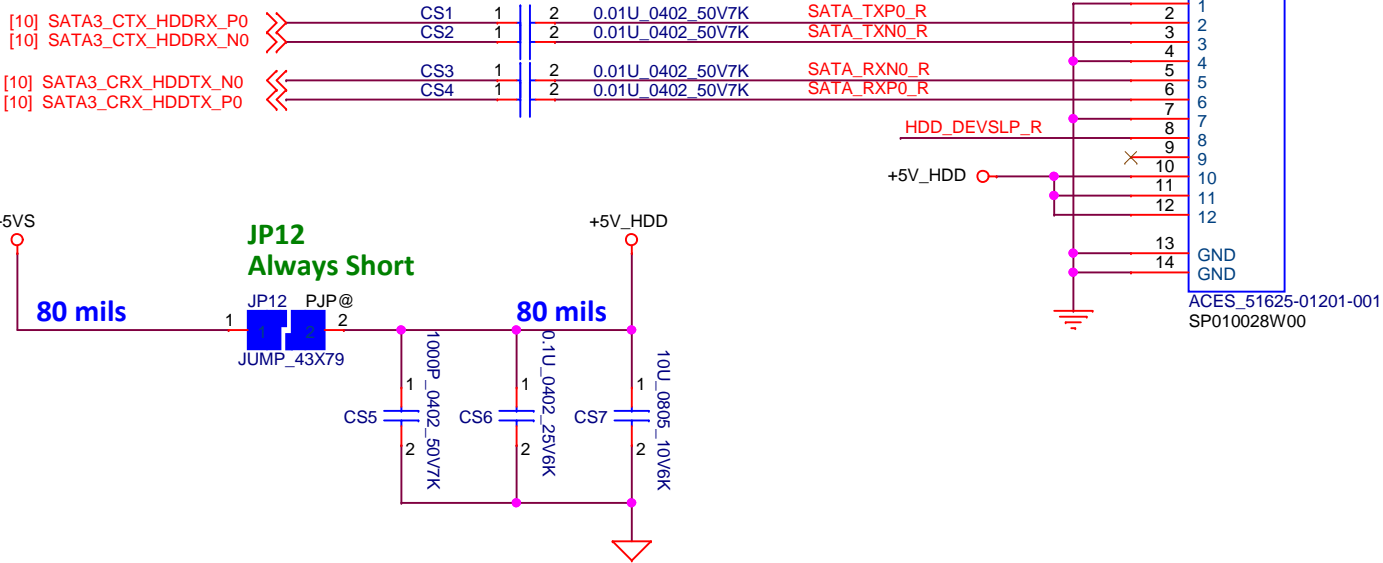 [10] SATA3_CTX_HDDRX_P0 CS1 1 2 0.01U_0402_50V7K SATA_TXP0_R
[10] SATA3_CTX_HDDRX_N0 CS2 1 2 0.01U_0402_50V7K SATA_TXN0_R
[10] SATA3_CRX_HDDTX_N0 CS3 1 2 0.01U_0402_50V7K SATA_RXN0_R
[10] SATA3_CRX_HDDTX_P0 CS4 1 2 0.01U_0402_50V7K SATA_RXP0_R
1
2 2
3 3
4 4
5 5
6 6
7 7
HDD_DEVSLP_R 8 8
9 9
+5V_HDD 10 10
11 11
12 12
13 GND
14 GND
ACES_51625-01201-001
SP010028W00
+5VS
JP12
Always Short
+5V_HDD
80 mils
JP12 PJP@
1 1 2 2
JUMP_43X79
80 mils
CS5 1 2 1000P_0402_50V7K
CS6 1 2 0.1U_0402_25V6K
CS7 1 2 10U_0805_10V6K